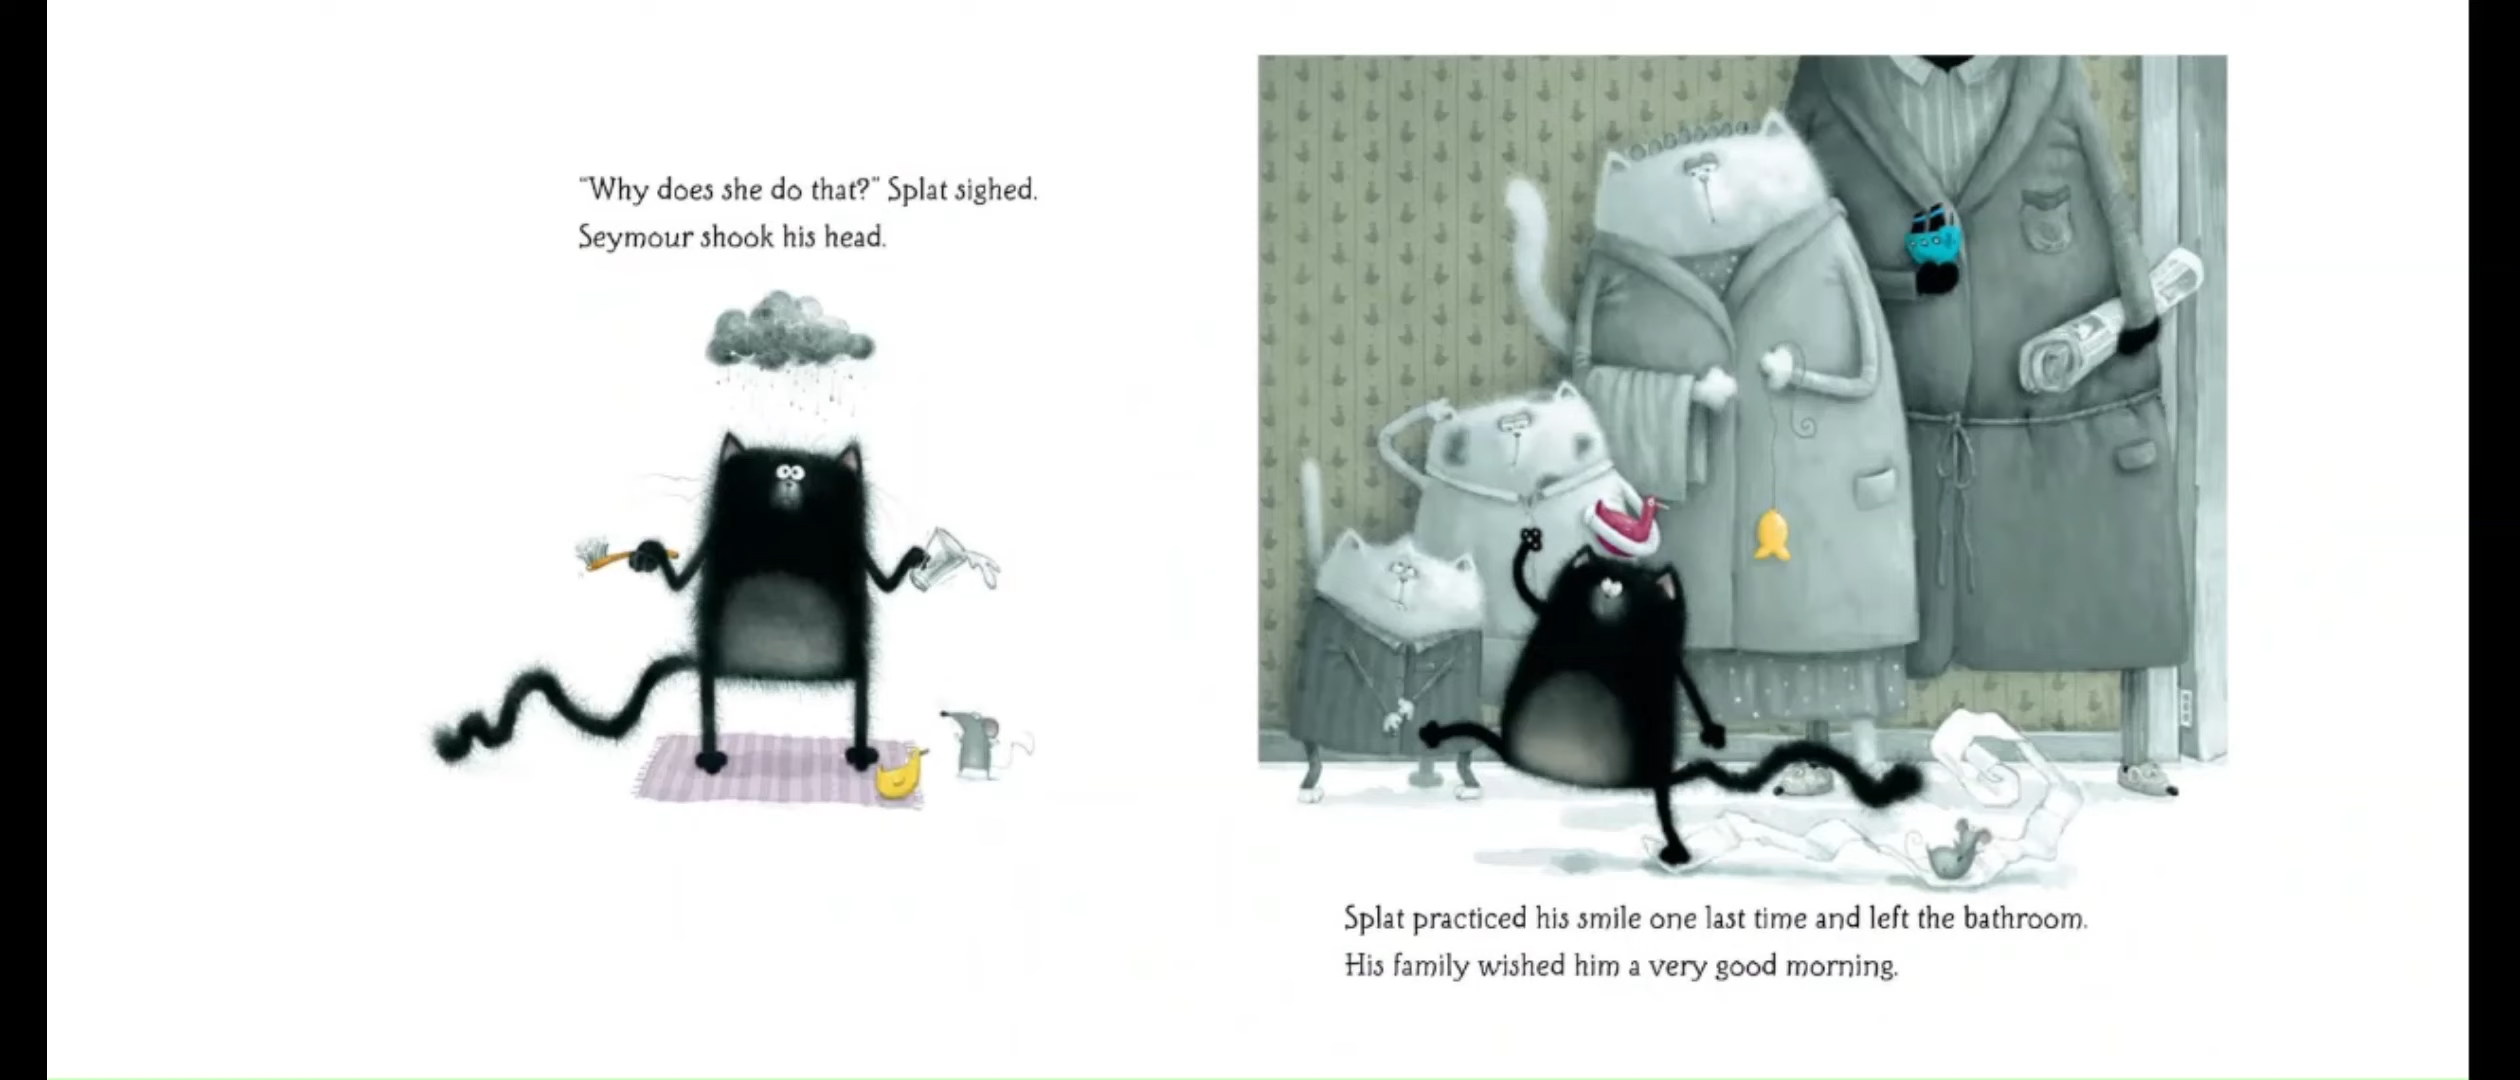 "Why does she do that?" Splat sighed.
Seymour shook his head.
Splat practiced his smile one last time and left the bathroom.
His family wished him a very good morning.